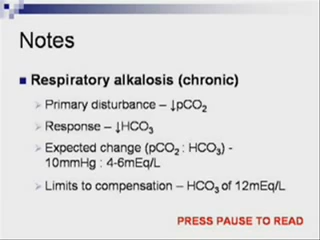 Notes
Respiratory alkalosis (chronic)
Primary disturbance – ↓pCO₂
Response – ↓HCO₃
Expected change (pCO₂ : HCO₃) -
10mmHg : 4-6mEq/L
Limits to compensation – HCO₃ of 12mEq/L
PRESS PAUSE TO READ